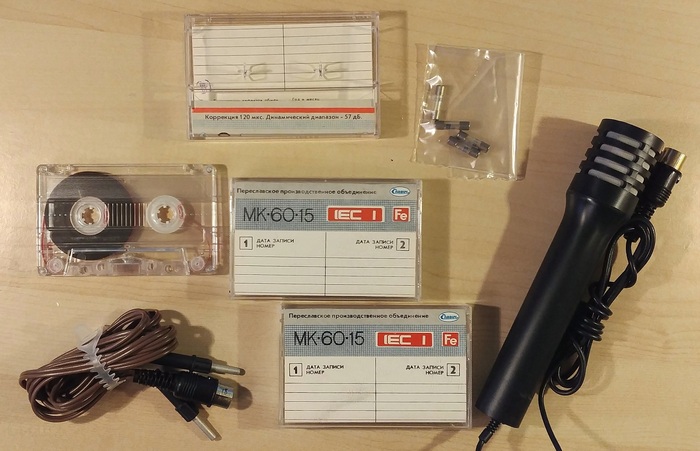 Коррекция 120 мкс. Динамический диапазон - 57 дБ.
Переславское производственное объединение
МК-60-15 IEC I Fe
1 ДАТА ЗАПИСИ
НОМЕР
ДАТА ЗАПИСИ 2
НОМЕР
Переславское производственное объединение
МК-60-15 IEC I Fe
1 ДАТА ЗАПИСИ
НОМЕР
ДАТА ЗАПИСИ 2
НОМЕР